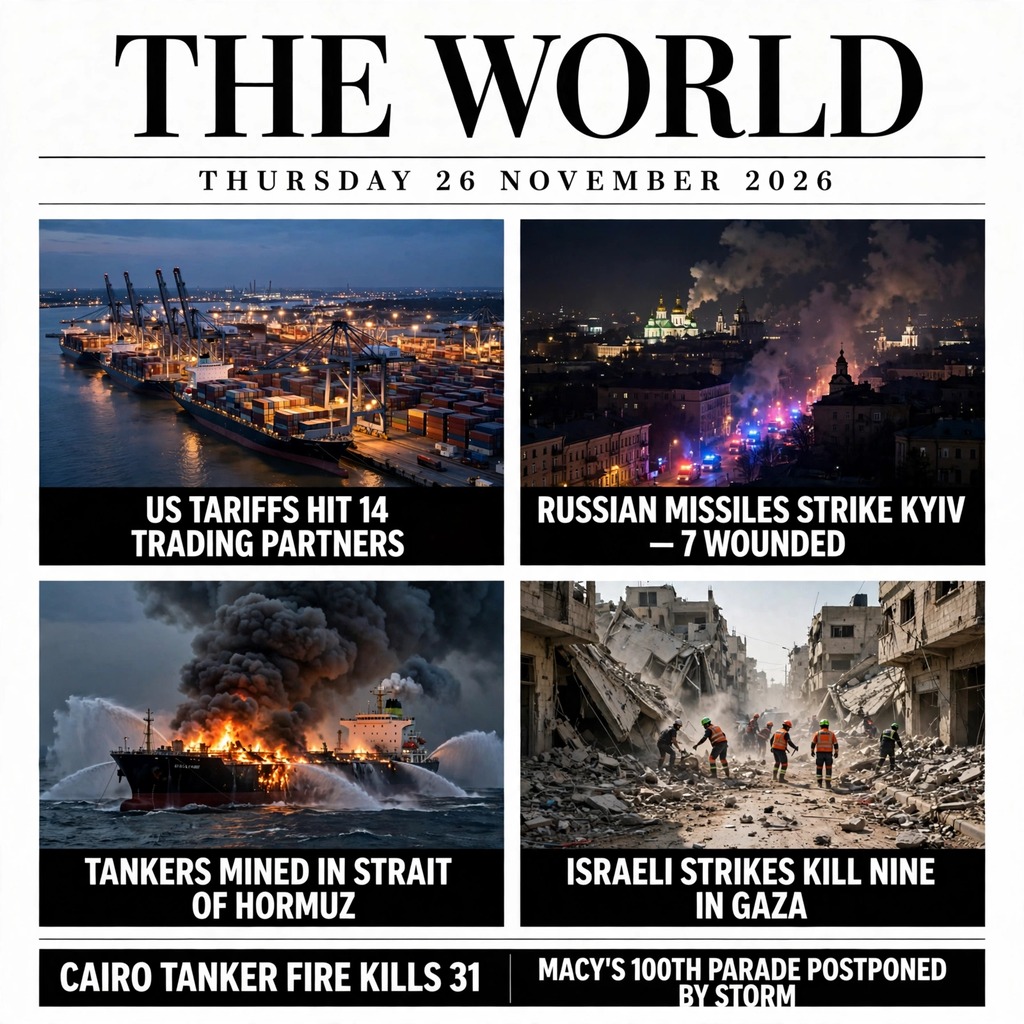 THE WORLD
THURSDAY 26 NOVEMBER 2026
US TARIFFS HIT 14
TRADING PARTNERS
RUSSIAN MISSILES STRIKE KYIV
— 7 WOUNDED
TANKERS MINED IN STRAIT
OF HORMUZ
ISRAELI STRIKES KILL NINE
IN GAZA
CAIRO TANKER FIRE KILLS 31
MACY'S 100TH PARADE POSTPONED
BY STORM